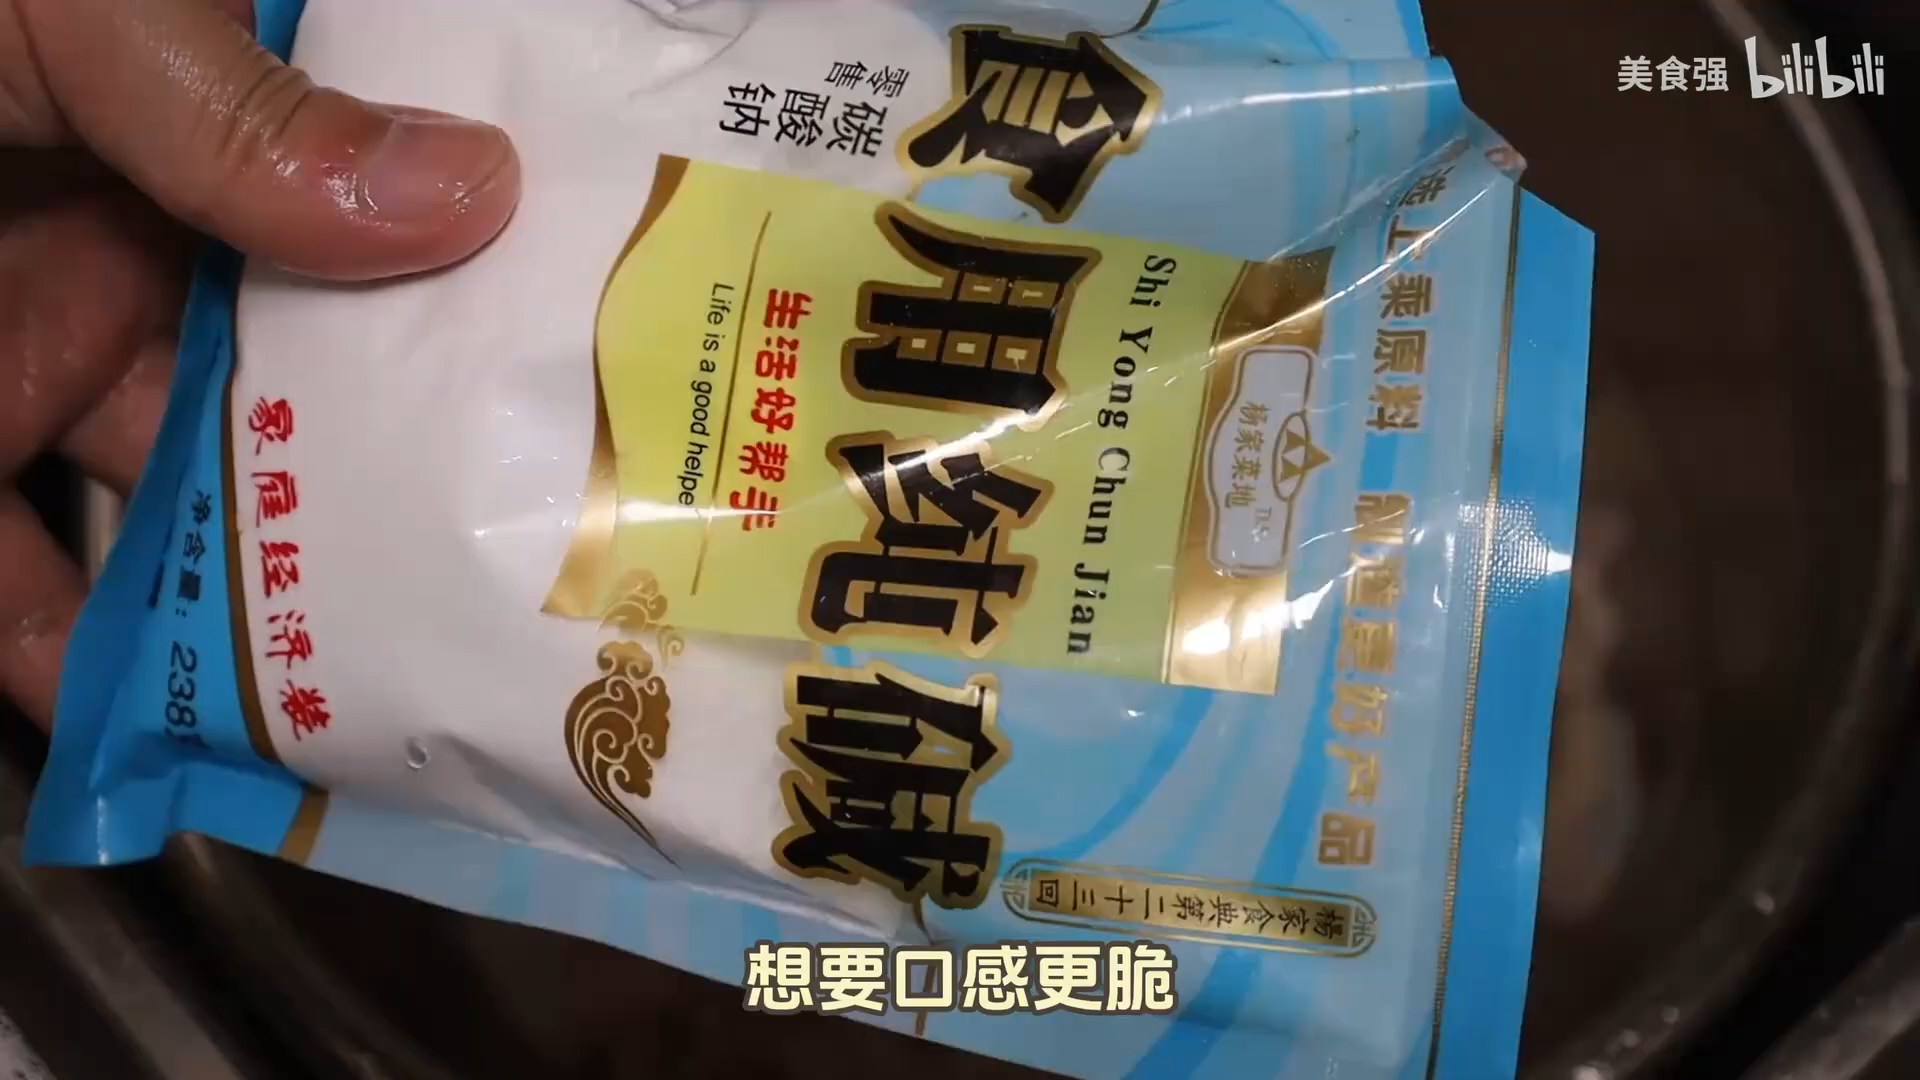 美食强 bilibili
选上乘原料 制造更好产品
杨家菜地
Shi Yong Chun Jian
食用纯碱
碳酸钠
零售
生活好帮手
Life is a good helper
杨家食典第二十三回
家庭经济装
净含量: 238
想要口感更脆